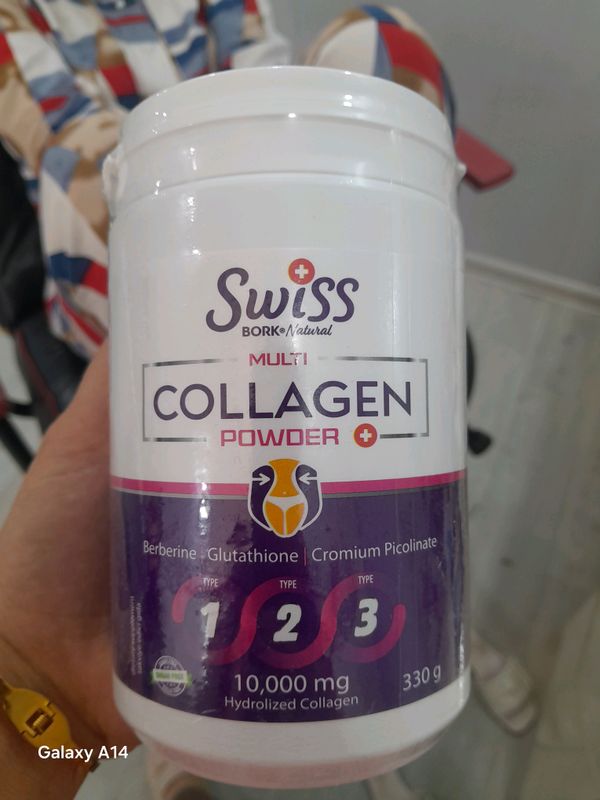 Swiss
BORK Natural
MULTI
COLLAGEN
POWDER
Berberine Glutathione | Cromium Picolinate
TYPE 1
TYPE 2
TYPE 3
10,000 mg
Hydrolized Collagen
330 g
Galaxy A14